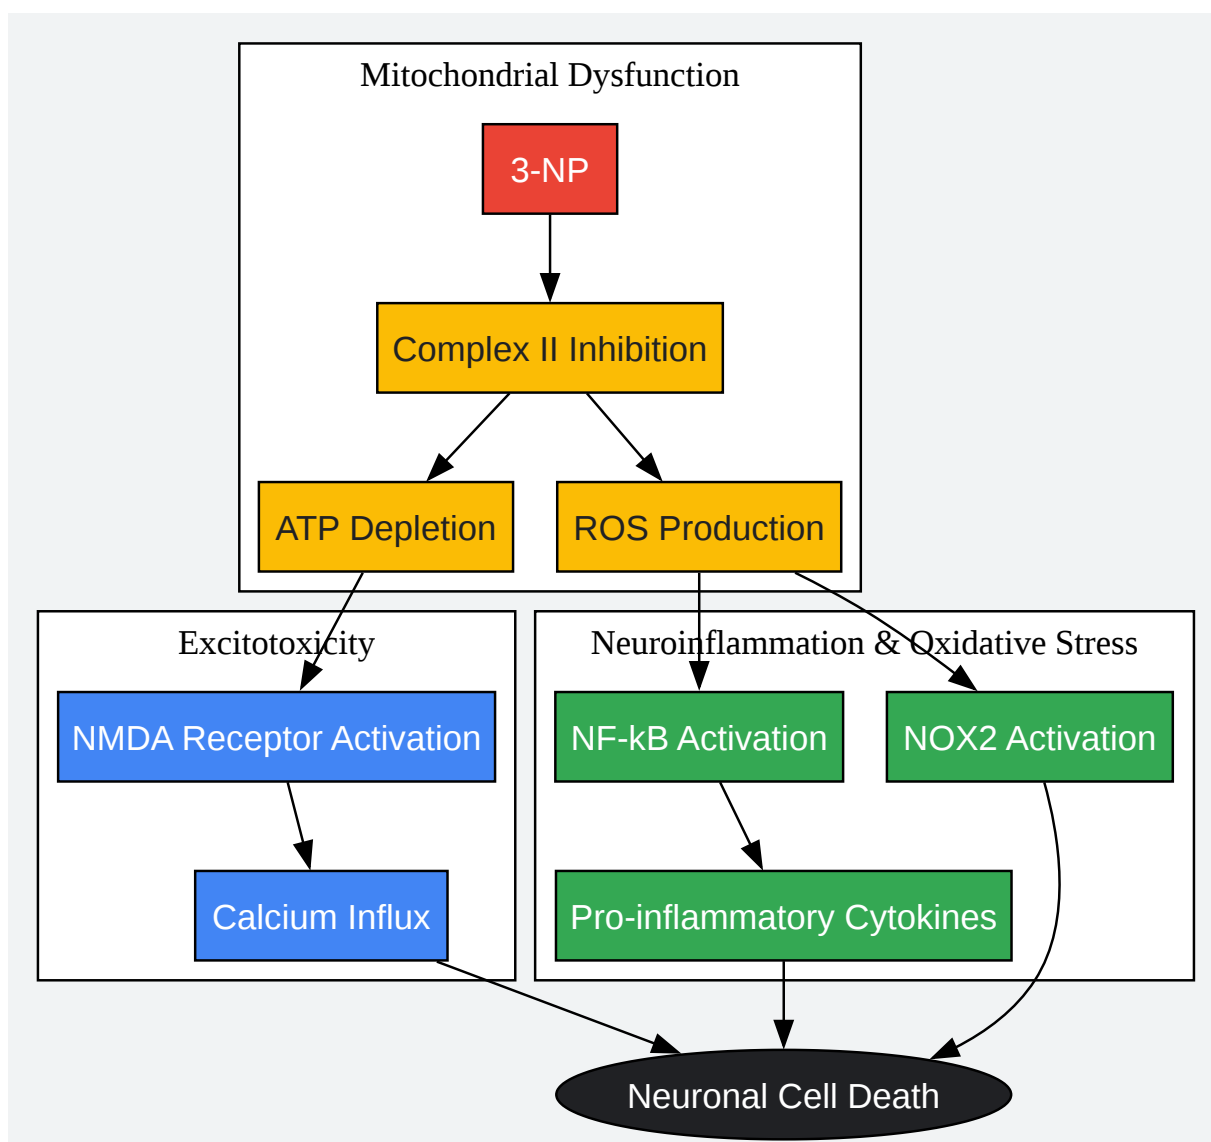 Mitochondrial Dysfunction
3-NP
Complex II Inhibition
ATP Depletion
ROS Production
Excitotoxicity
Neuroinflammation & Oxidative Stress
NMDA Receptor Activation
NF-kB Activation
NOX2 Activation
Calcium Influx
Pro-inflammatory Cytokines
Neuronal Cell Death